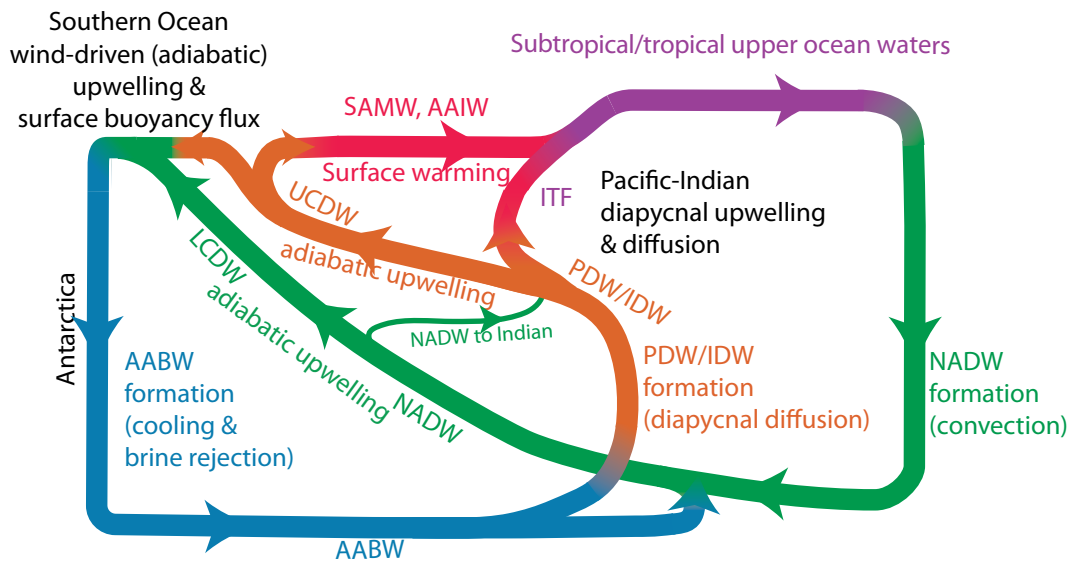 Southern Ocean
wind-driven (adiabatic)
upwelling &
surface buoyancy flux
Subtropical/tropical upper ocean waters
SAMW, AAIW
Surface warming
ITF
Pacific-Indian
diapycnal upwelling
& diffusion
UCDW
adiabatic upwelling
PDW/IDW
LCDW
adiabatic upwelling
NADW to Indian
NADW
Antarctica
AABW
formation
(cooling &
brine rejection)
PDW/IDW
formation
(diapycnal diffusion)
NADW
formation
(convection)
AABW